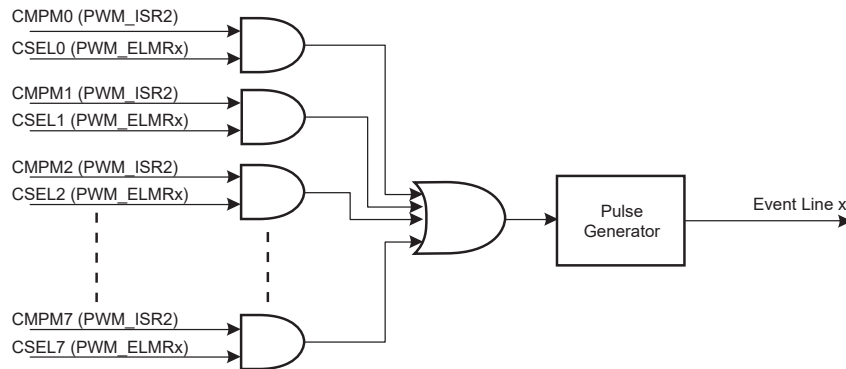 CMPM0 (PWM_ISR2)
CSEL0 (PWM_ELMRx)
CMPM1 (PWM_ISR2)
CSEL1 (PWM_ELMRx)
CMPM2 (PWM_ISR2)
CSEL2 (PWM_ELMRx)
CMPM7 (PWM_ISR2)
CSEL7 (PWM_ELMRx)
Pulse
Generator
Event Line x